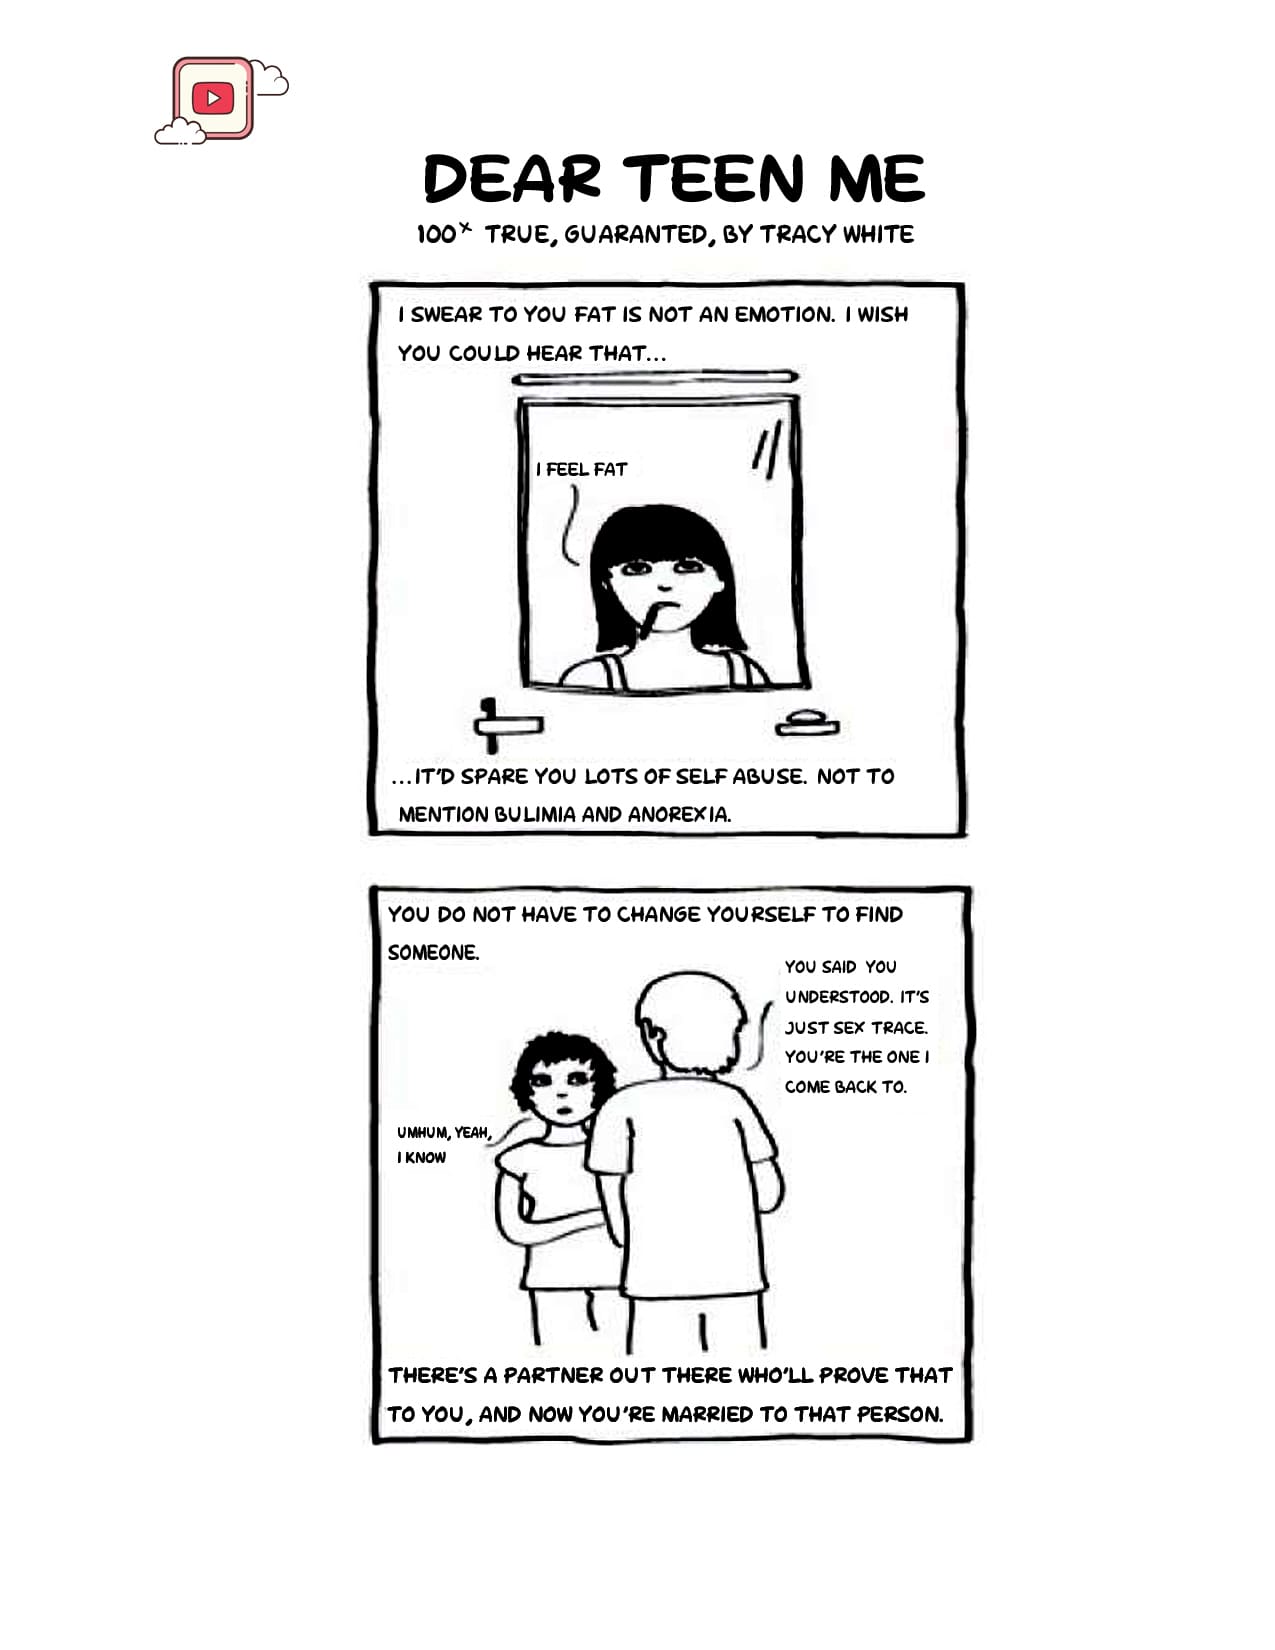 DEAR TEEN ME
100% TRUE, GUARANTED, BY TRACY WHITE
I SWEAR TO YOU FAT IS NOT AN EMOTION. I WISH
YOU COULD HEAR THAT...
I FEEL FAT
...IT'D SPARE YOU LOTS OF SELF ABUSE. NOT TO
MENTION BULIMIA AND ANOREXIA.
YOU DO NOT HAVE TO CHANGE YOURSELF TO FIND
SOMEONE.
YOU SAID YOU
UNDERSTOOD. IT'S
JUST SEX TRACE.
YOU'RE THE ONE I
COME BACK TO.
UMHUM, YEAH,
I KNOW
THERE'S A PARTNER OUT THERE WHO'LL PROVE THAT
TO YOU, AND NOW YOU'RE MARRIED TO THAT PERSON.